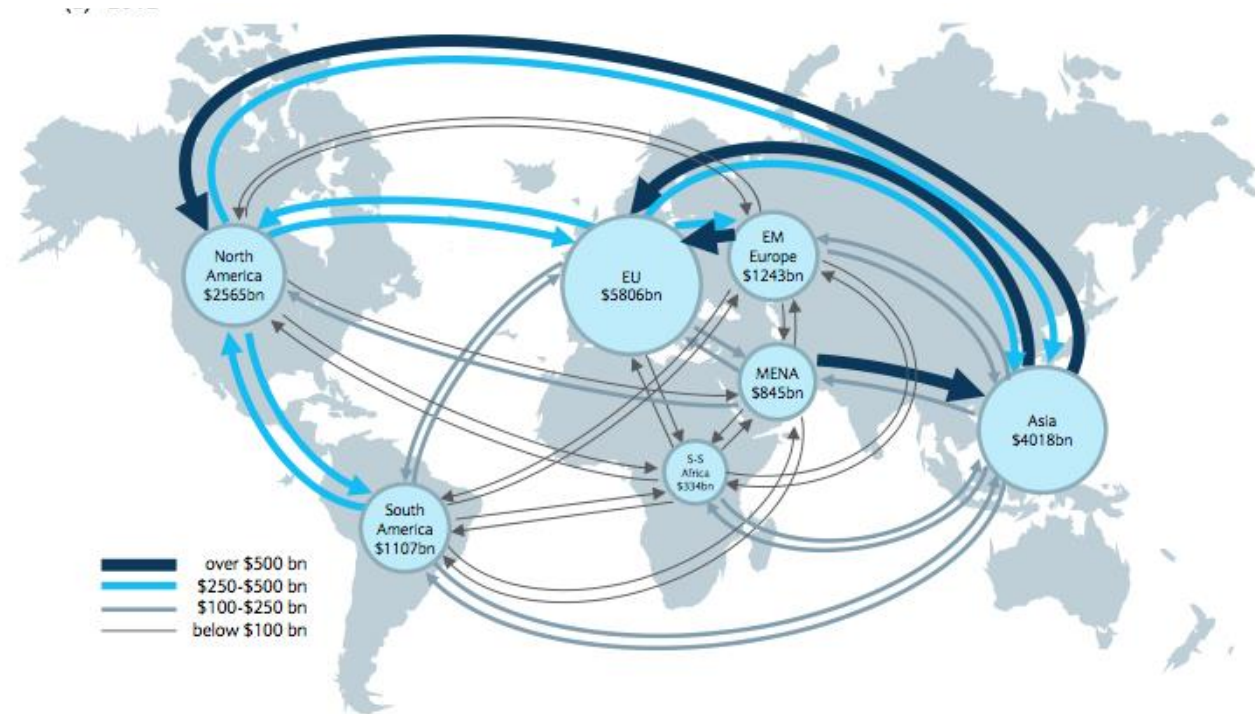 North
America
$2565bn
EU
$5806bn
EM
Europe
$1243bn
MENA
$845bn
Asia
$4018bn
S-S
Africa
$334bn
South
America
$1107bn
over $500 bn
$250-$500 bn
$100-$250 bn
below $100 bn